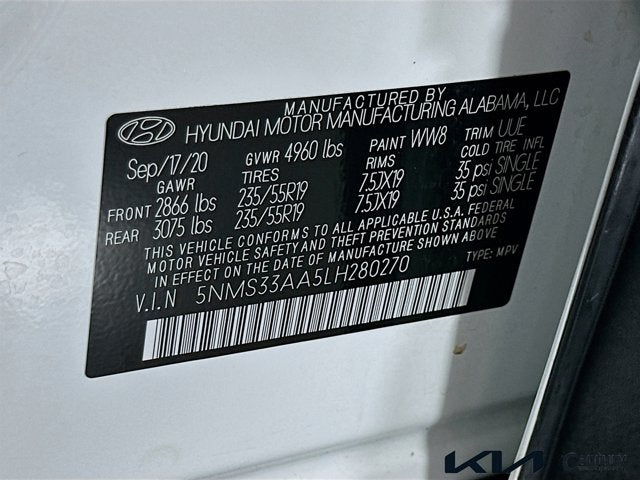 MANUFACTURED BY
HYUNDAI MOTOR MANUFACTURING ALABAMA, LLC
Sep/17/20 GVWR 4960 lbs PAINT WW8 TRIM UUE
GAWR TIRES RIMS COLD TIRE INFL
FRONT 2866 lbs 235/55R19 7.5JX19 35 psi SINGLE
REAR 3075 lbs 235/55R19 7.5JX19 35 psi SINGLE
THIS VEHICLE CONFORMS TO ALL APPLICABLE U.S.A. FEDERAL
MOTOR VEHICLE SAFETY AND THEFT PREVENTION STANDARDS
IN EFFECT ON THE DATE OF MANUFACTURE SHOWN ABOVE
V.I.N 5NMS33AA5LH280270 TYPE: MPV
KIA Century